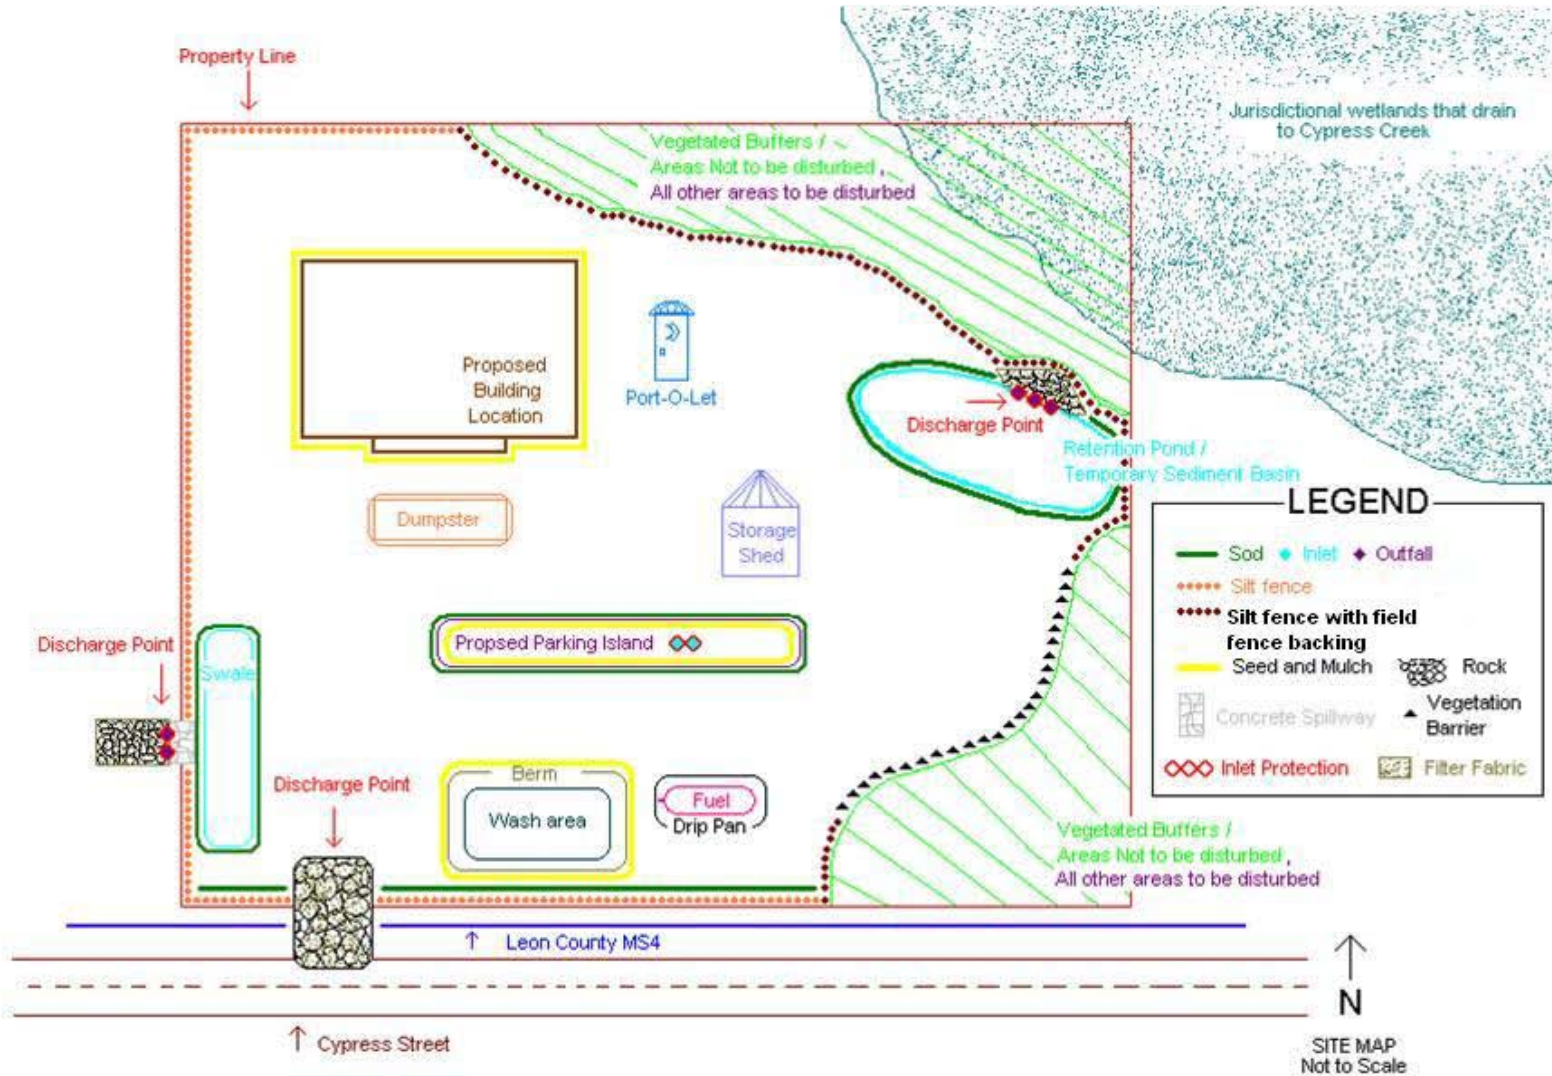 Property Line
Jurisdictional wetlands that drain
to Cypress Creek
Vegetated Buffers /
Areas Not to be disturbed ,
All other areas to be disturbed
Proposed
Building
Location
Port-O-Let
Discharge Point
Retention Pond /
Temporary Sediment Basin
Dumpster
Storage
Shed
LEGEND
Sod
Inlet
Outfall
Silt fence
Silt fence with field
fence backing
Seed and Mulch
Rock
Concrete Spillway
Vegetation
Barrier
Inlet Protection
Filter Fabric
Discharge Point
Swale
Propsed Parking Island
Discharge Point
Berm
Wash area
Fuel
Drip Pan
Vegetated Buffers /
Areas Not to be disturbed ,
All other areas to be disturbed
Leon County MS4
Cypress Street
N
SITE MAP
Not to Scale